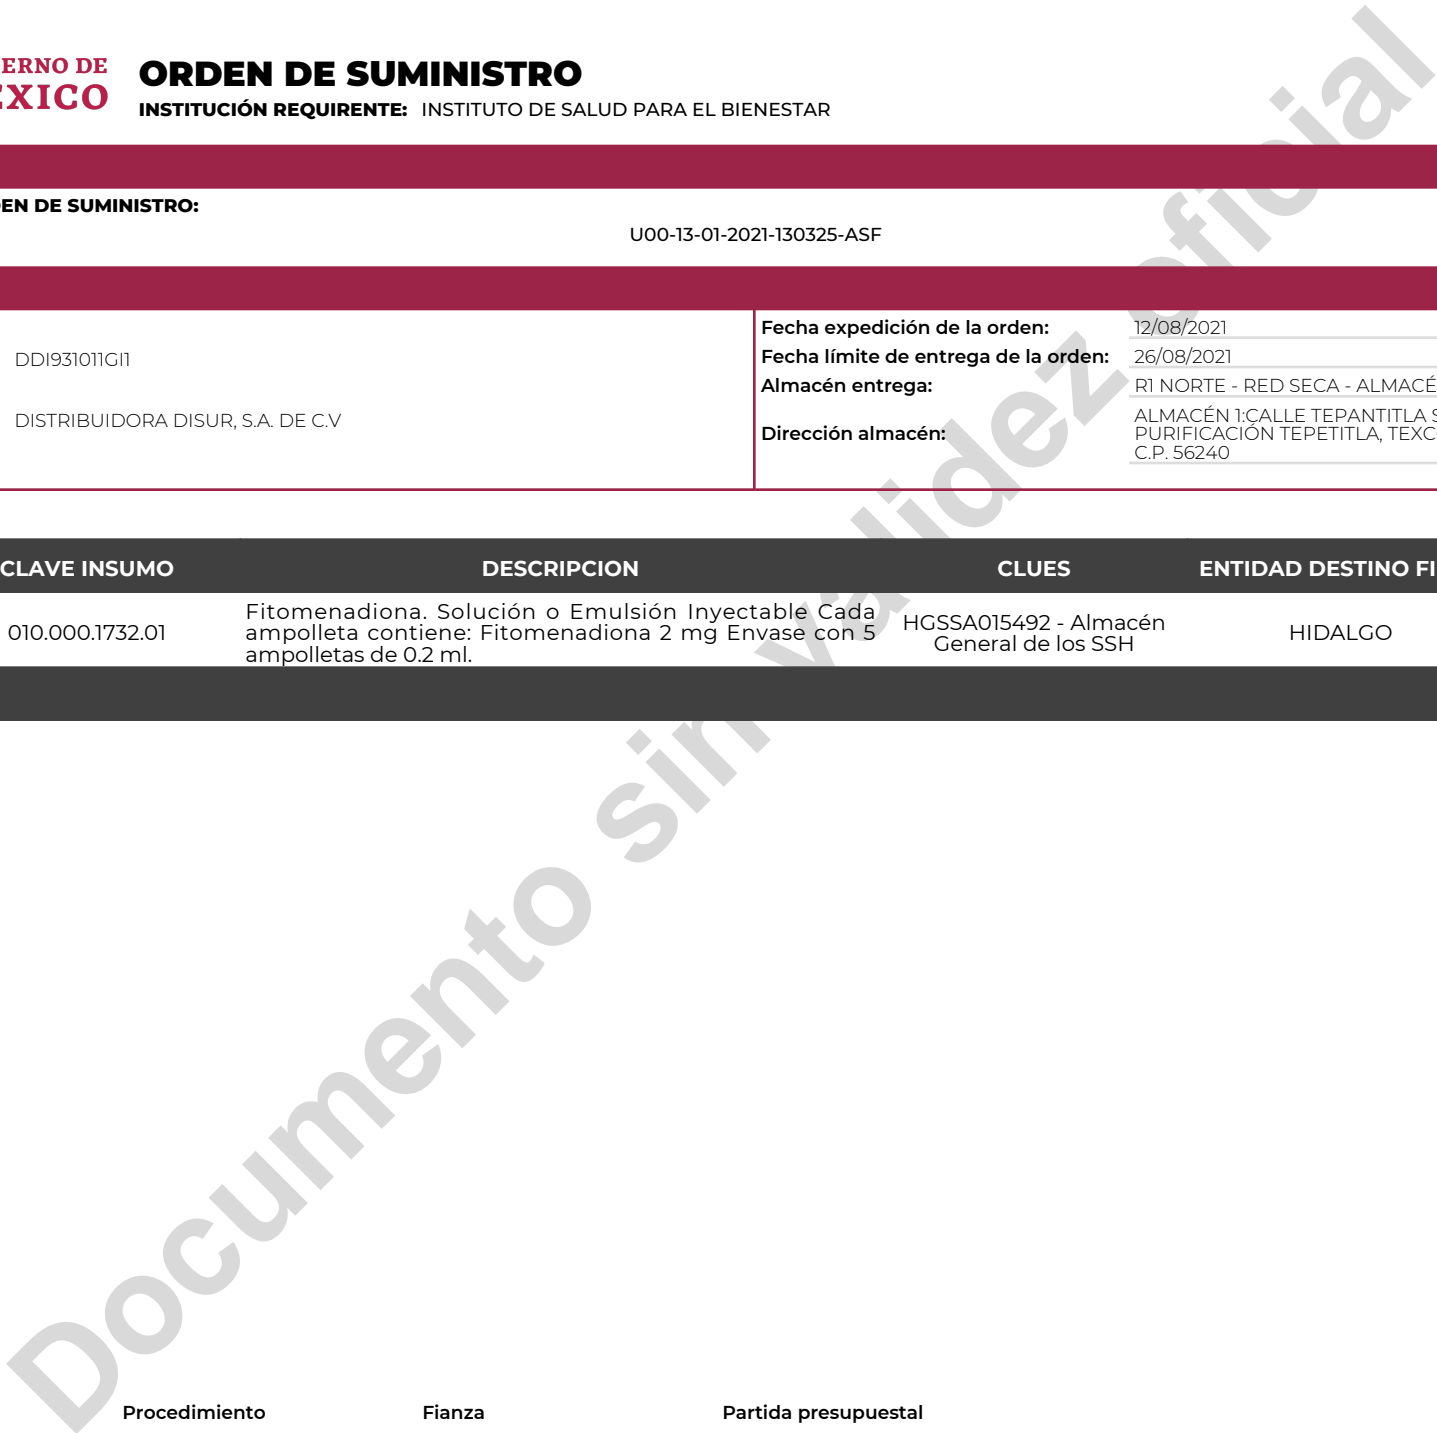 ERNO DE
EXICO
ORDEN DE SUMINISTRO
INSTITUCIÓN REQUIRENTE: INSTITUTO DE SALUD PARA EL BIENESTAR
EN DE SUMINISTRO:
U00-13-01-2021-130325-ASF
DDI931011GI1
DISTRIBUIDORA DISUR, S.A. DE C.V
Fecha expedición de la orden: 12/08/2021
Fecha límite de entrega de la orden: 26/08/2021
Almacén entrega: R1 NORTE - RED SECA - ALMACÉ
Dirección almacén: ALMACÉN 1:CALLE TEPANTITLA S
PURIFICACIÓN TEPETITLA, TEXC
C.P. 56240
CLAVE INSUMO DESCRIPCION CLUES ENTIDAD DESTINO FI
010.000.1732.01
Fitomenadiona. Solución o Emulsión Inyectable Cada
ampolleta contiene: Fitomenadiona 2 mg Envase con 5
ampolletas de 0.2 ml.
HGSSA015492 - Almacén
General de los SSH
HIDALGO
Documento sin validez oficial
Procedimiento Fianza Partida presupuestal